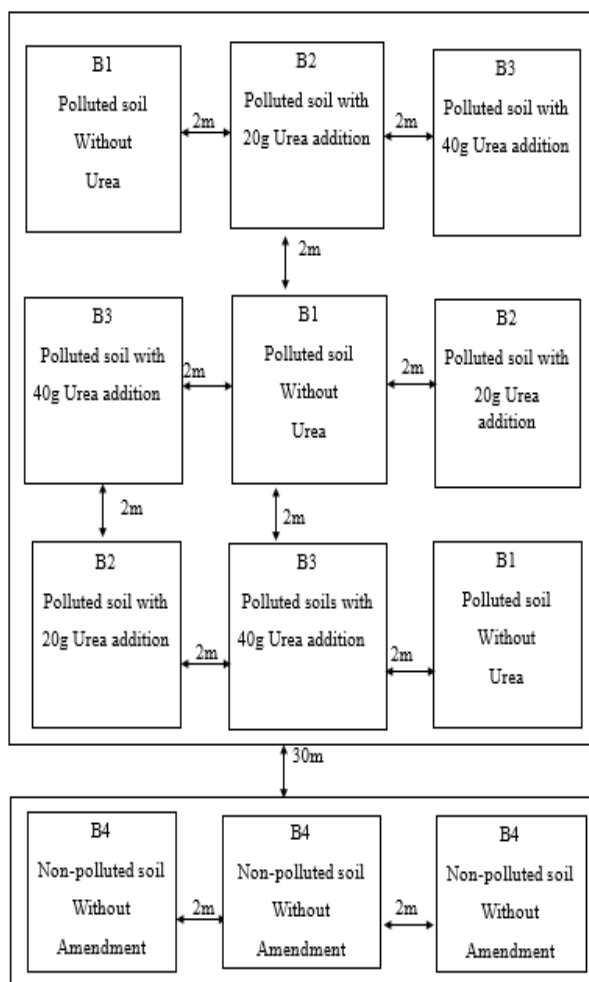 B1
Polluted soil
Without
Urea
2m
B2
Polluted soil with
20g Urea addition
2m
B3
Polluted soil with
40g Urea addition
2m
B3
Polluted soil with
40g Urea addition
2m
B1
Polluted soil
Without
Urea
2m
B2
Polluted soil with
20g Urea
addition
2m
2m
B2
Polluted soil with
20g Urea addition
2m
B3
Polluted soils with
40g Urea addition
2m
B1
Polluted soil
Without
Urea
30m
B4
Non-polluted soil
Without
Amendment
2m
B4
Non-polluted soil
Without
Amendment
2m
B4
Non-polluted soil
Without
Amendment